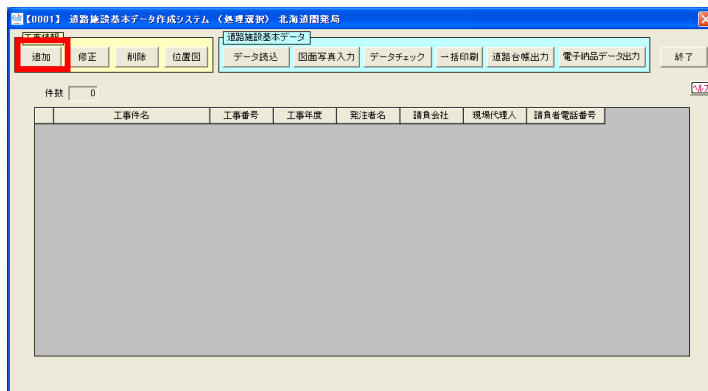 【0001】 道路施設基本データ作成システム （処理選択） 北海道開発局
工事情報
道路施設基本データ
追加 修正 削除 位置図 データ読込 図面写真入力 データチェック 一括印刷 道路台帳出力 電子納品データ出力 終了
件数 0
ヘルプ
工事件名 工事番号 工事年度 発注者名 請負会社 現場代理人 請負者電話番号